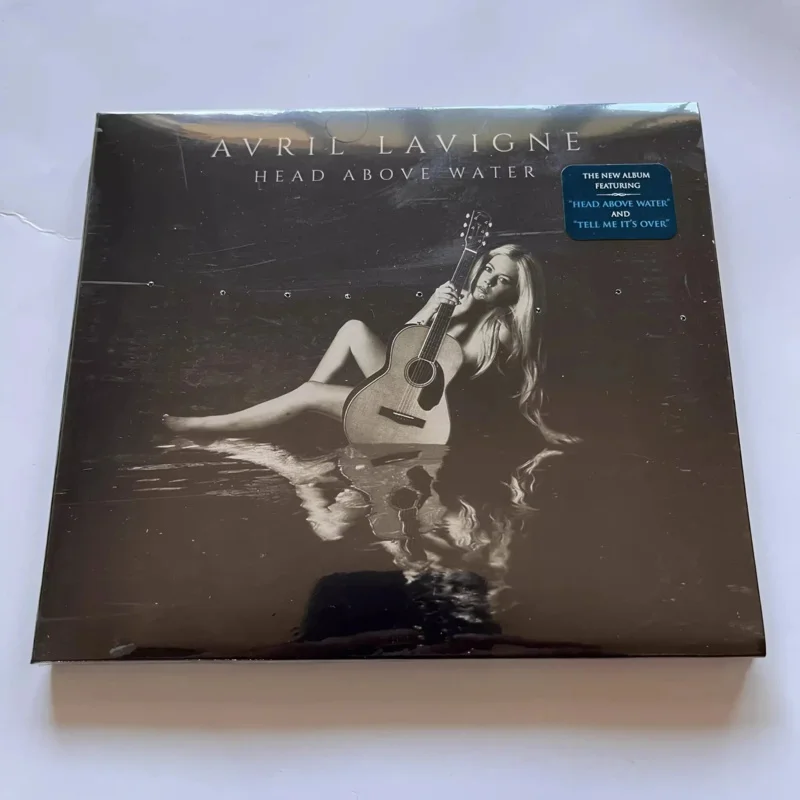 AVRIL LAVIGNE
HEAD ABOVE WATER
THE NEW ALBUM
FEATURING
"HEAD ABOVE WATER"
AND
"TELL ME IT'S OVER"